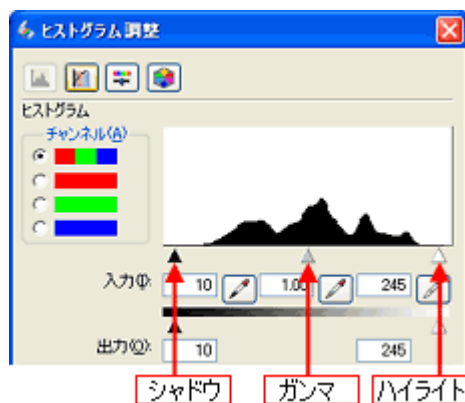 ヒストグラム調整
ヒストグラム
チャンネル(A)
入力(I): 10 1.00 245
出力(O): 10 245
シャドウ ガンマ ハイライト